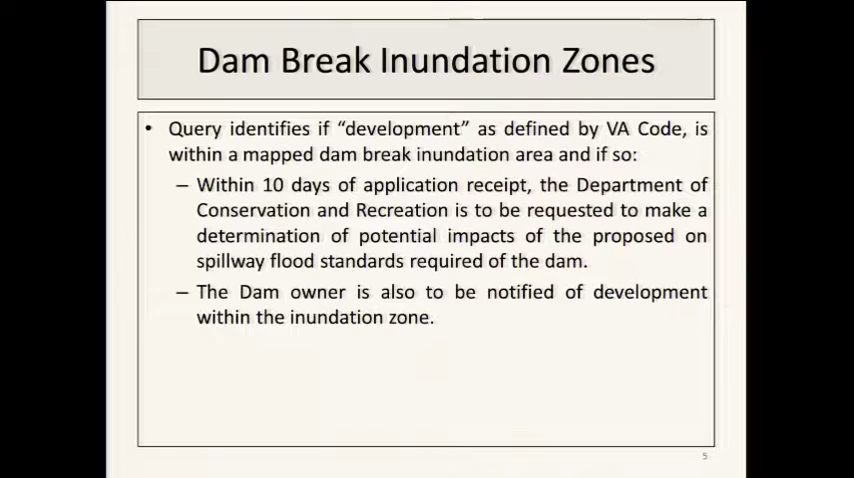 Dam Break Inundation Zones
• Query identifies if “development” as defined by VA Code, is
within a mapped dam break inundation area and if so:
– Within 10 days of application receipt, the Department of
Conservation and Recreation is to be requested to make a
determination of potential impacts of the proposed on
spillway flood standards required of the dam.
– The Dam owner is also to be notified of development
within the inundation zone.
5